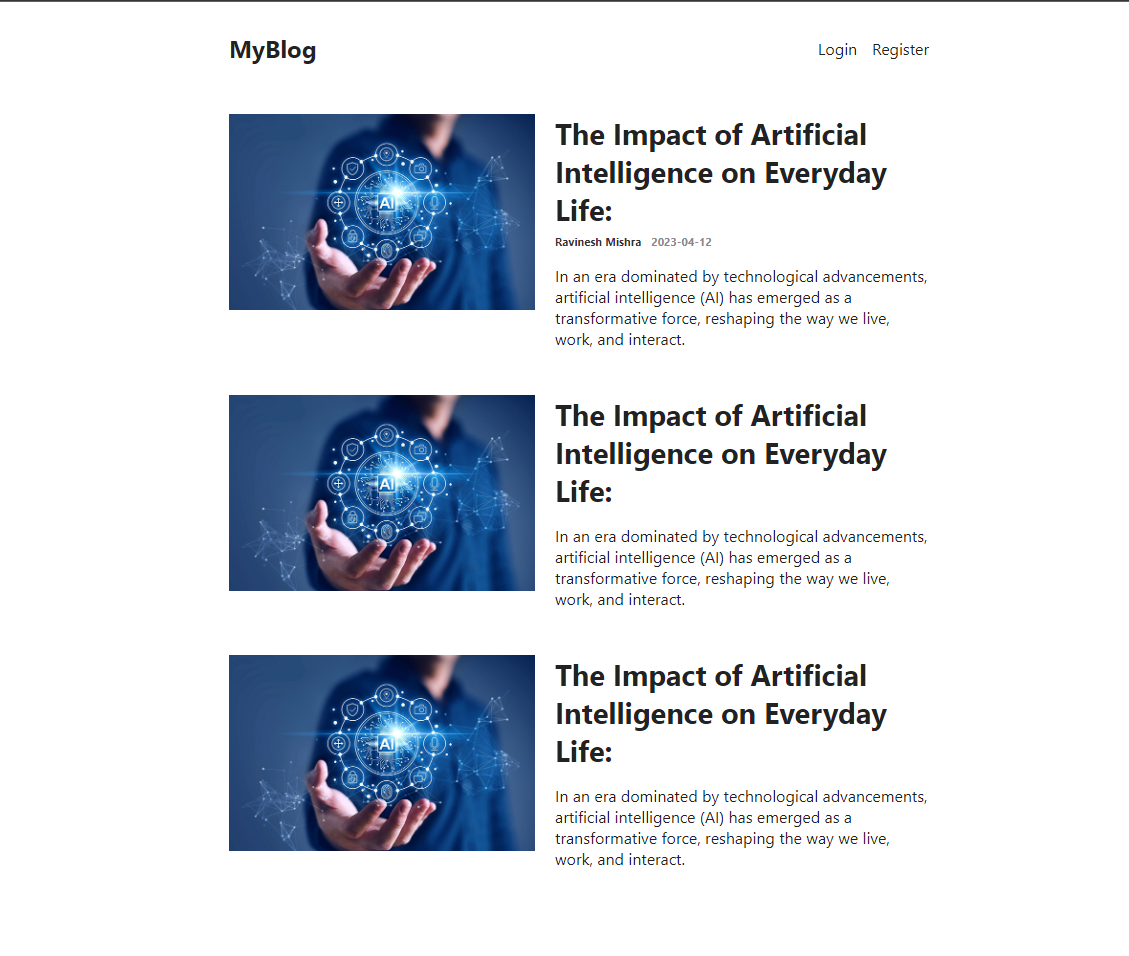 MyBlog
Login Register
AI
The Impact of Artificial
Intelligence on Everyday
Life:
Ravinesh Mishra 2023-04-12
In an era dominated by technological advancements,
artificial intelligence (AI) has emerged as a
transformative force, reshaping the way we live,
work, and interact.
AI
The Impact of Artificial
Intelligence on Everyday
Life:
In an era dominated by technological advancements,
artificial intelligence (AI) has emerged as a
transformative force, reshaping the way we live,
work, and interact.
AI
The Impact of Artificial
Intelligence on Everyday
Life:
In an era dominated by technological advancements,
artificial intelligence (AI) has emerged as a
transformative force, reshaping the way we live,
work, and interact.